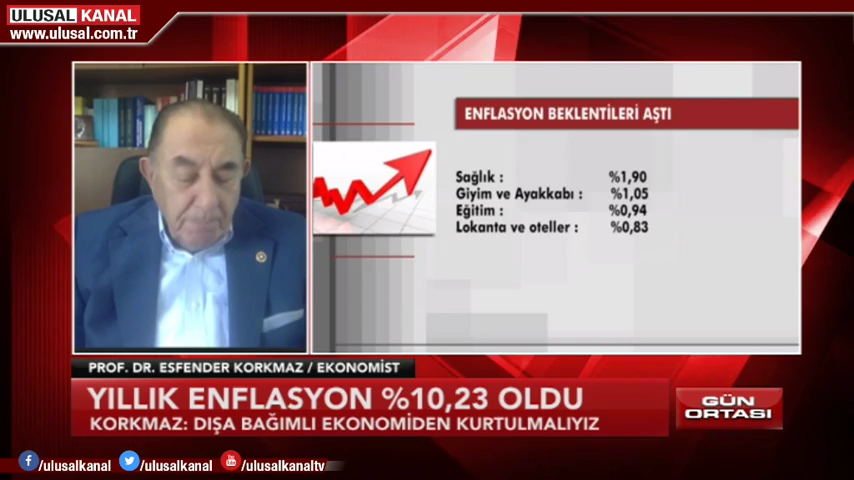 ULUSAL KANAL
www.ulusal.com.tr
ENFLASYON BEKLENTİLERİ AŞTI
Sağlık : %1,90
Giyim ve Ayakkabı : %1,05
Eğitim : %0,94
Lokanta ve oteller : %0,83
PROF. DR. ESFENDER KORKMAZ / EKONOMİST
YILLIK ENFLASYON %10,23 OLDU
KORKMAZ: DIŞA BAĞIMLI EKONOMİDEN KURTULMALIYIZ
GÜN
ORTASI
/ulusalkanal /ulusalkanal /ulusalkanaltv